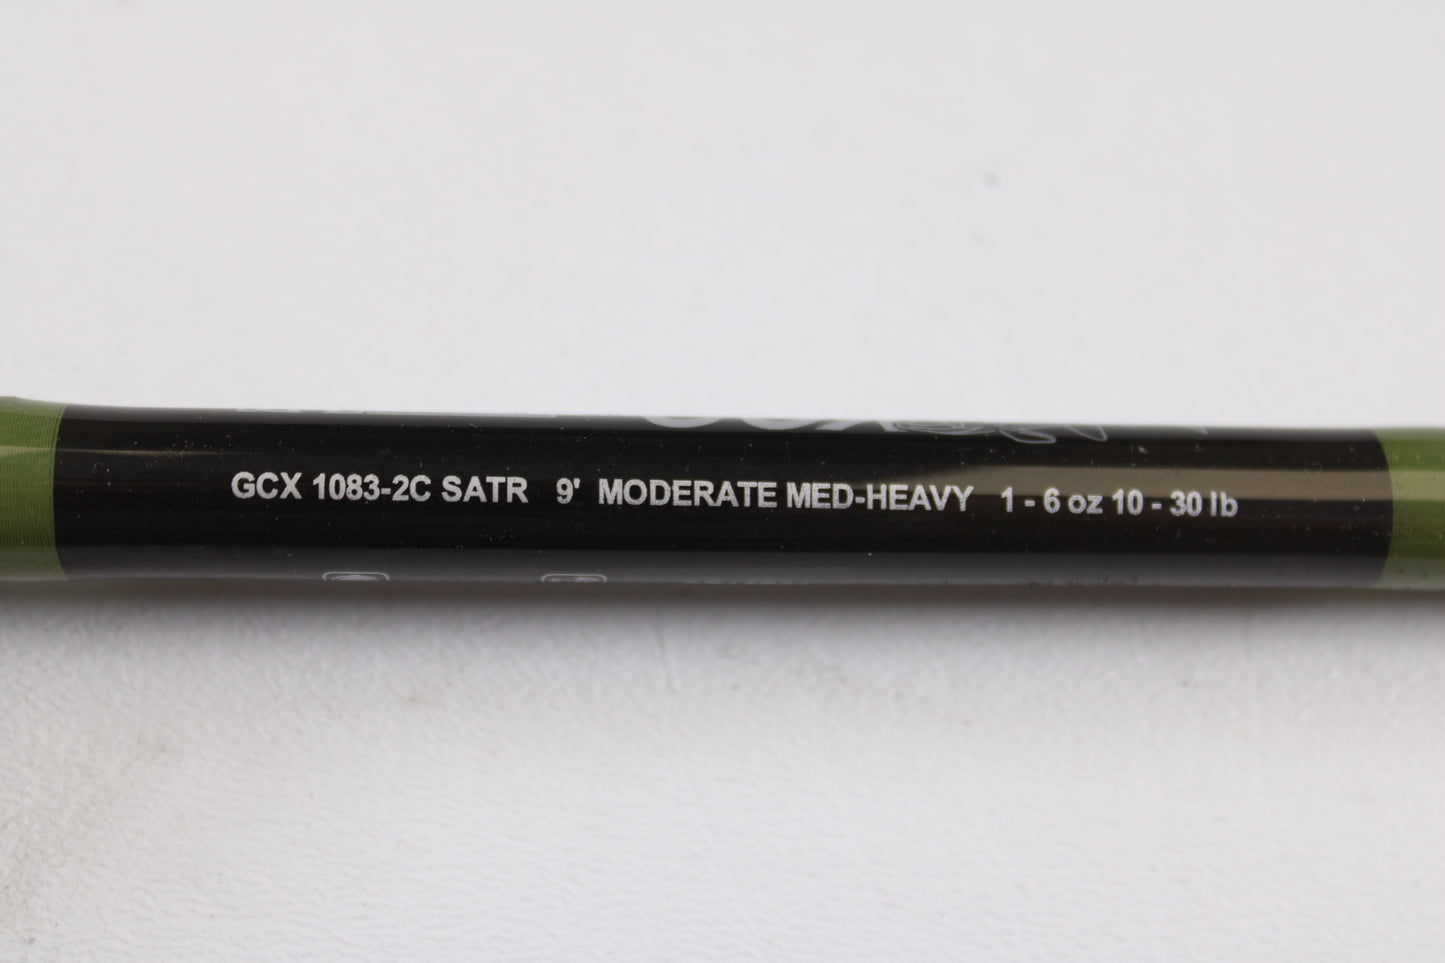 GCX 1083-2C SATR 9' MODERATE MED-HEAVY 1 - 6 oz 10 - 30 lb